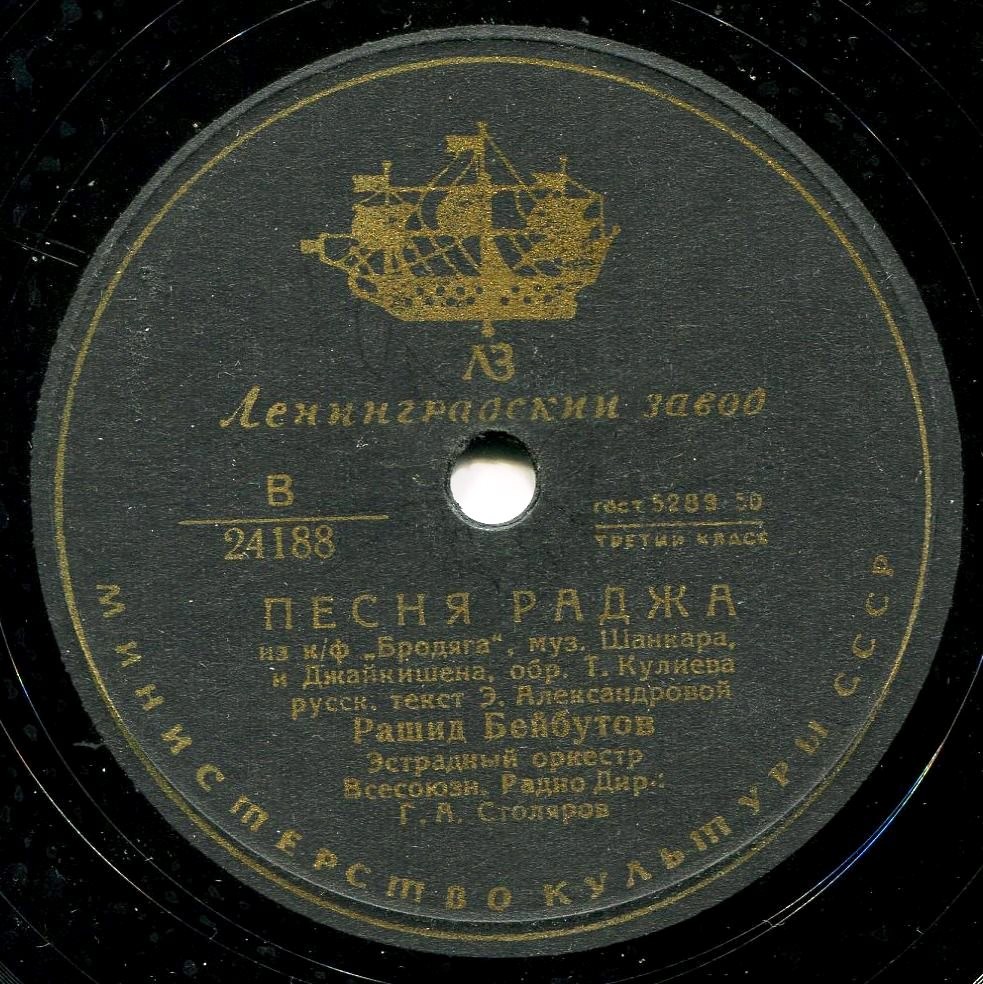 ЛЗ
Ленинградский завод
В
24188
гост 5289-50
ТРЕТИЙ КЛАСС
ПЕСНЯ РАДЖА
из к/ф „Бродяга“, муз. Шанкара,
и Джайкишена, обр. Т. Кулиева
русск. текст Э. Александровой
Рашид Бейбутов
Эстрадный оркестр
Всесоюзн. Радио Дир.:
Г. А. Столяров
МИНИСТЕРСТВО КУЛЬТУРЫ СССР